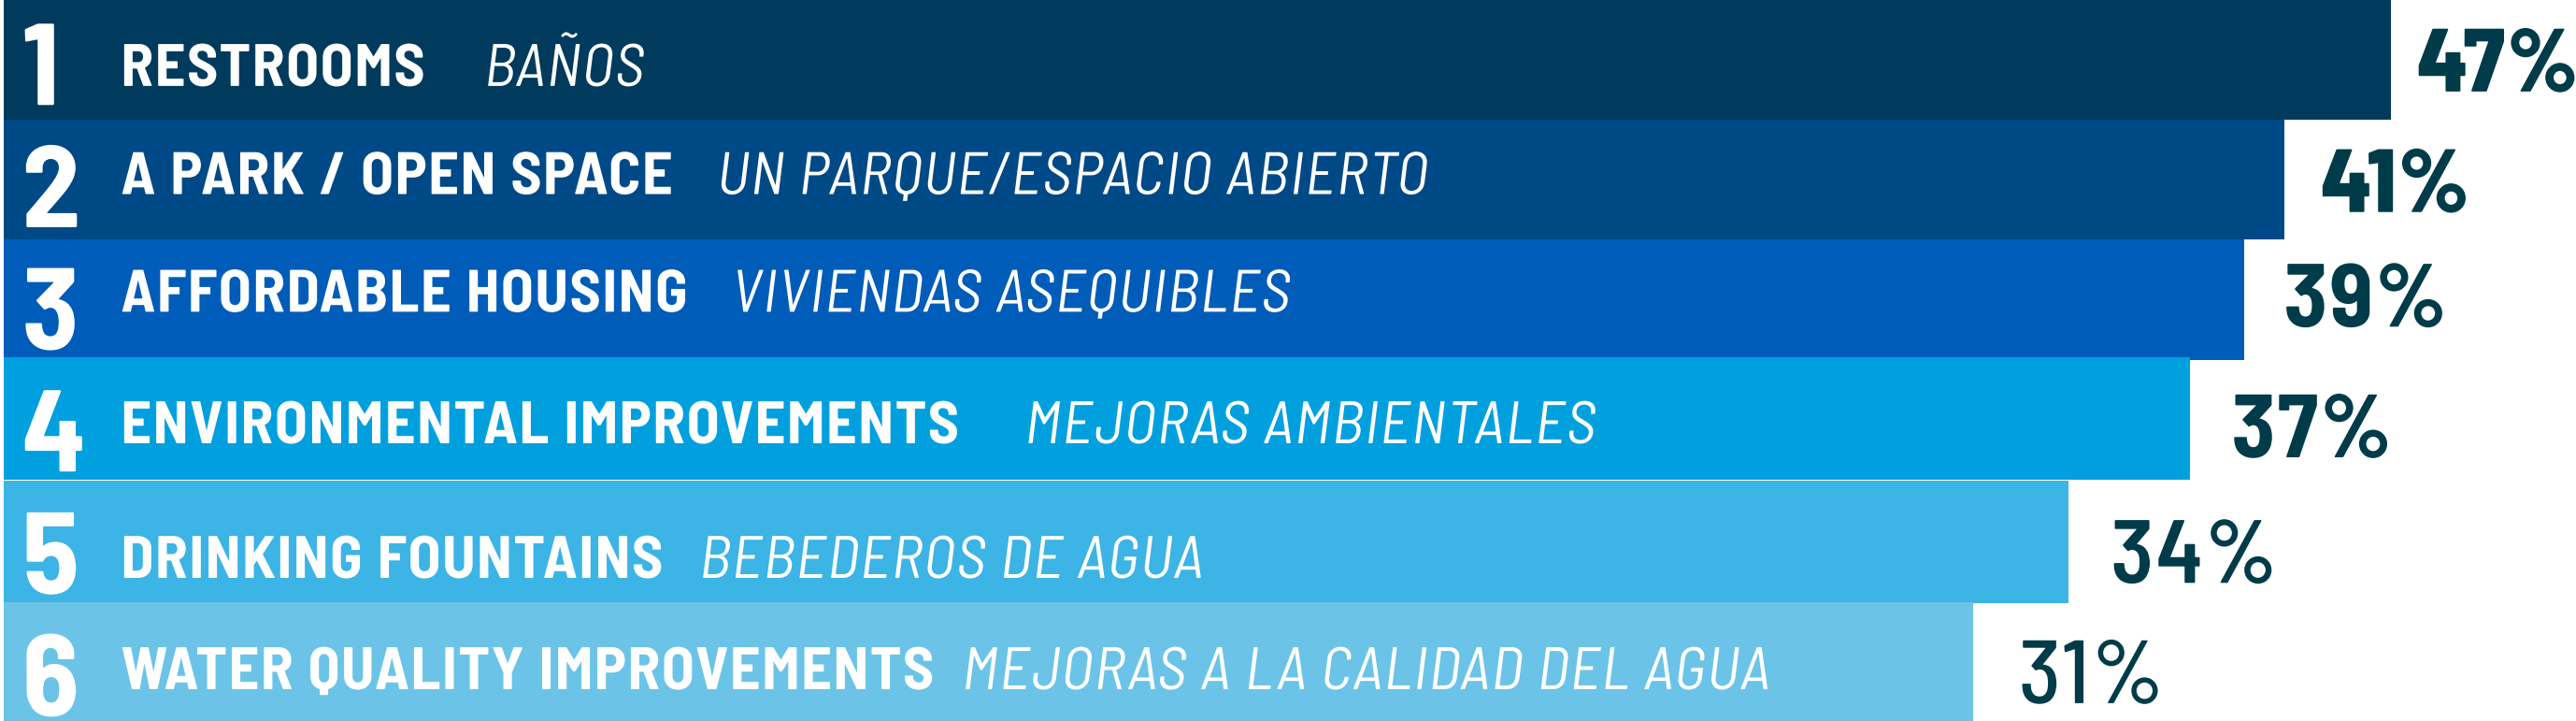 1 RESTROOMS BAÑOS 47%
2 A PARK / OPEN SPACE UN PARQUE/ESPACIO ABIERTO 41%
3 AFFORDABLE HOUSING VIVIENDAS ASEQUIBLES 39%
4 ENVIRONMENTAL IMPROVEMENTS MEJORAS AMBIENTALES 37%
5 DRINKING FOUNTAINS BEBEDEROS DE AGUA 34%
6 WATER QUALITY IMPROVEMENTS MEJORAS A LA CALIDAD DEL AGUA 31%